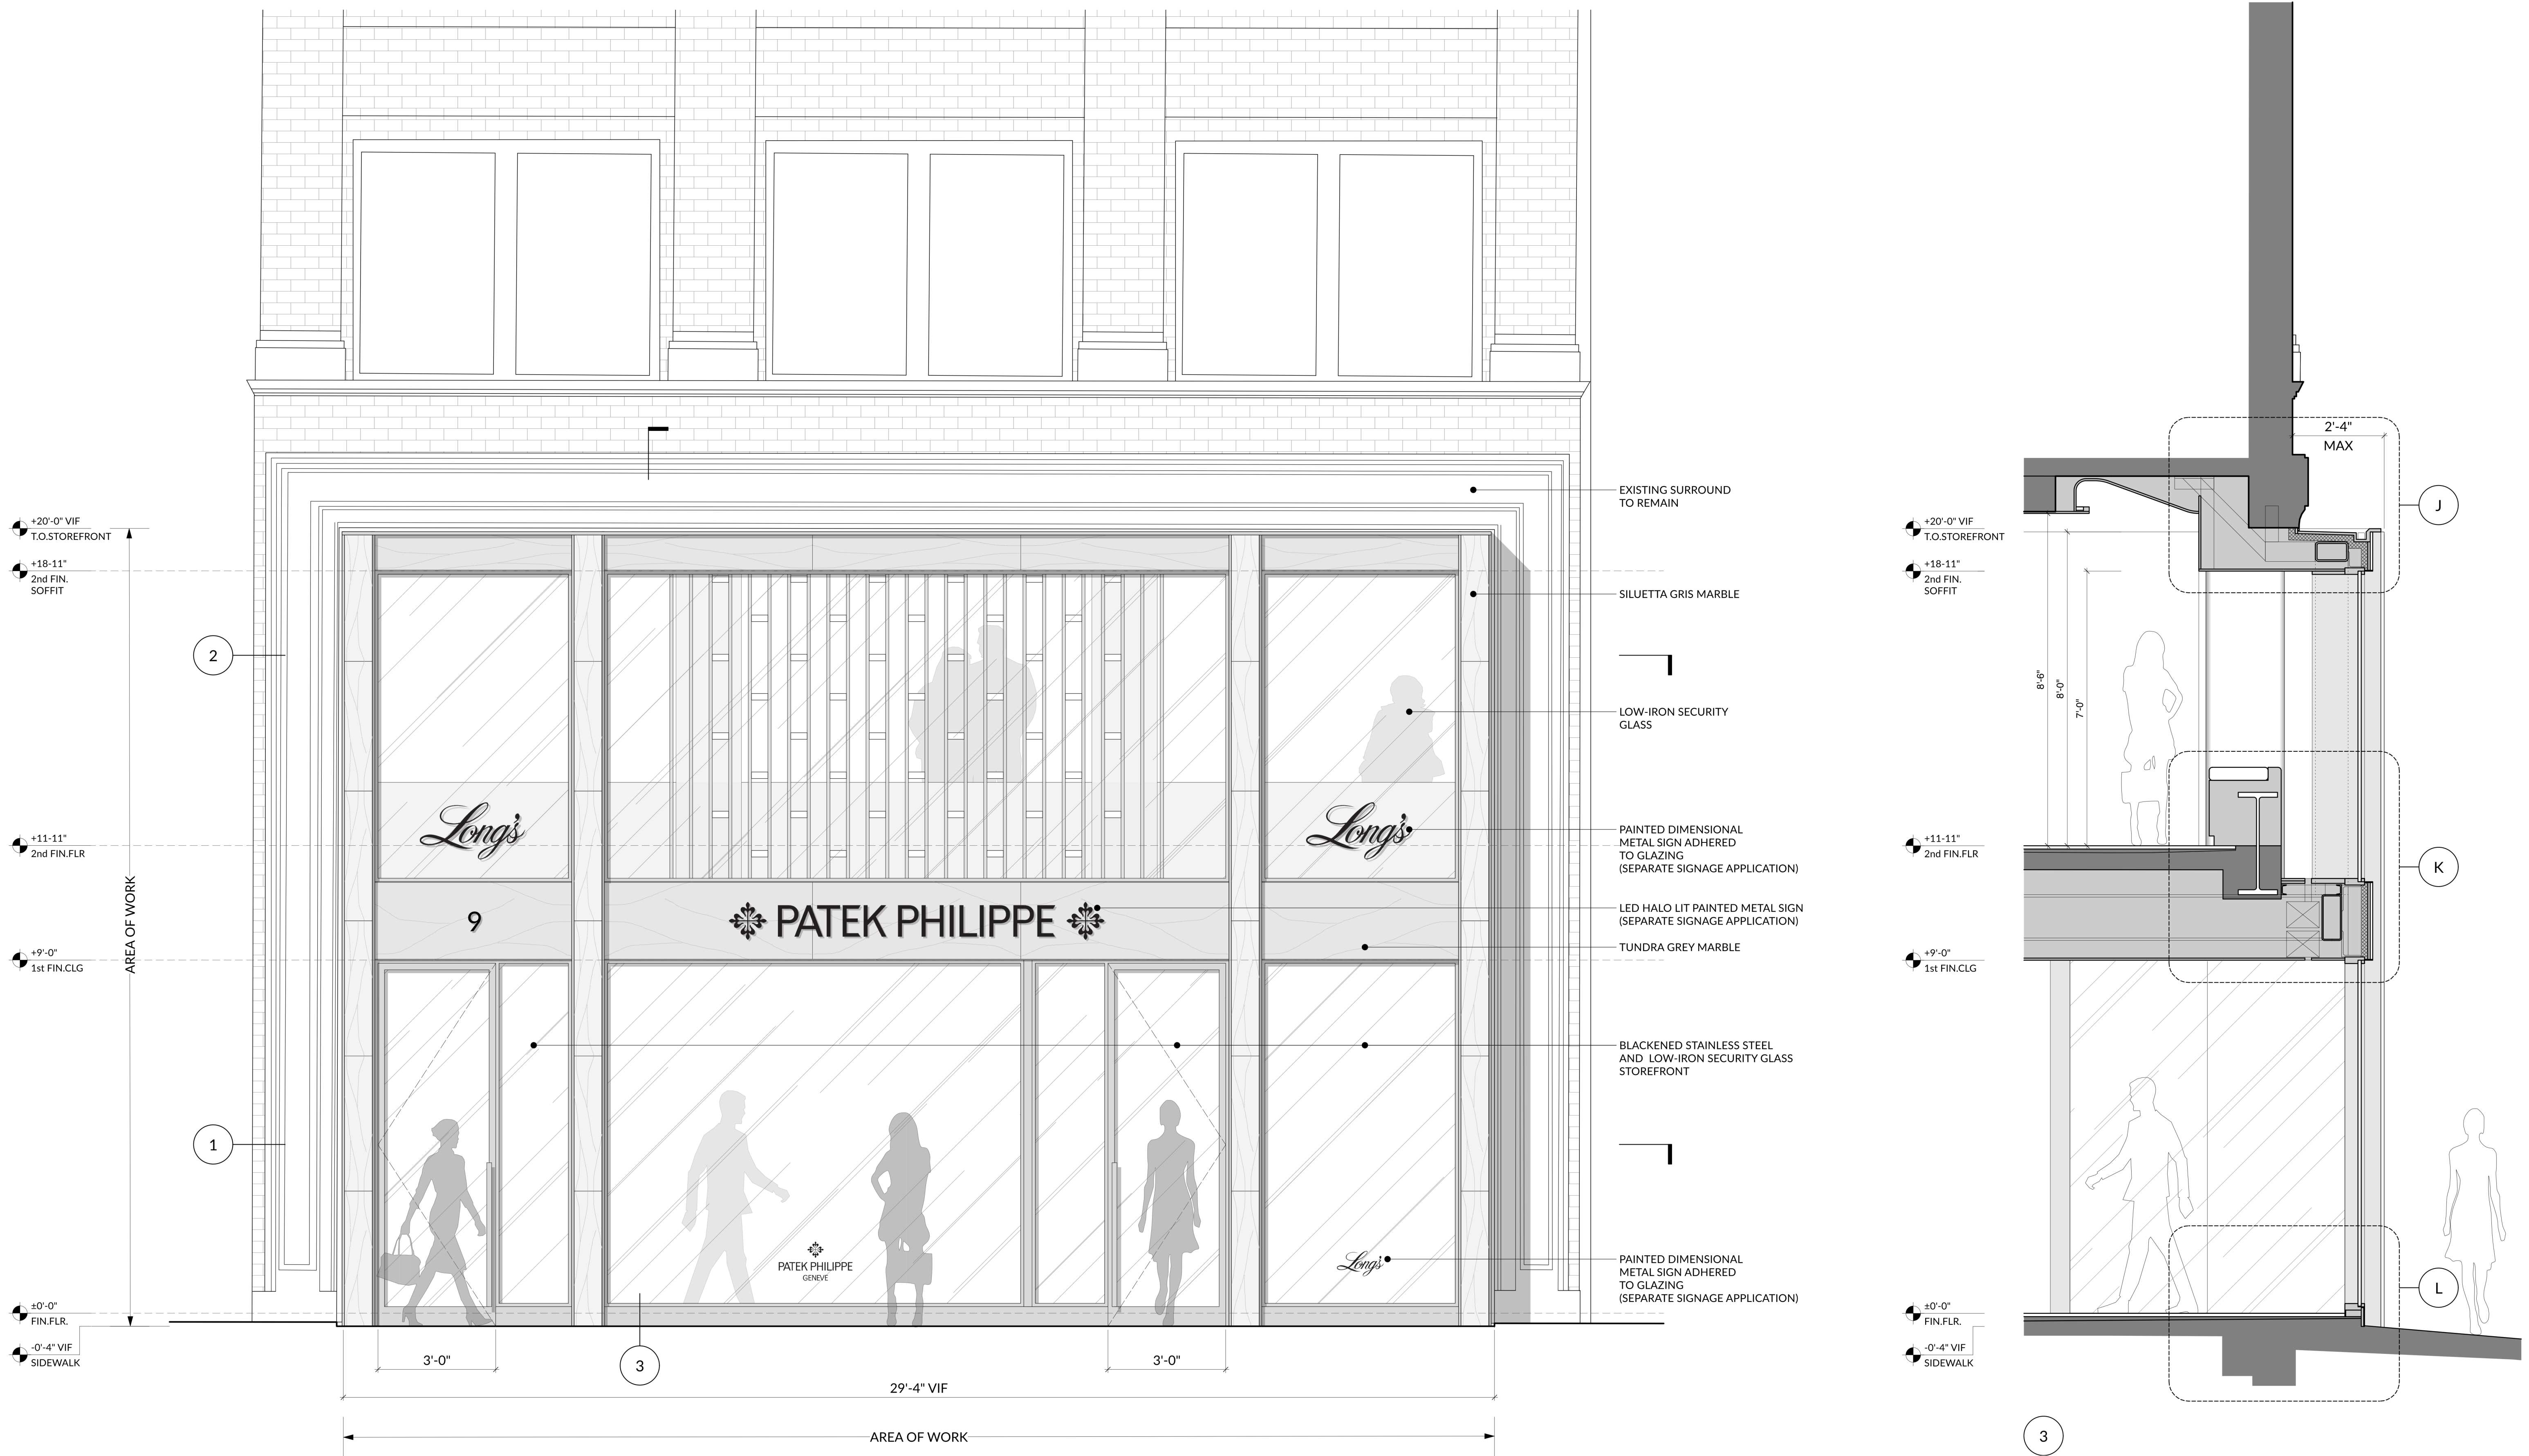 +20'-0" VIF
T.O.STOREFRONT
+18-11"
2nd FIN.
SOFFIT
2
+11-11"
2nd FIN.FLR
AREA OF WORK
+9'-0"
1st FIN.CLG
1
±0'-0"
FIN.FLR.
-0'-4" VIF
SIDEWALK
Long's
Long's
9
PATEK PHILIPPE
PATEK PHILIPPE
GENEVE
Long's
3'-0"
3
3'-0"
29'-4" VIF
AREA OF WORK
EXISTING SURROUND
TO REMAIN
SILUETTA GRIS MARBLE
LOW-IRON SECURITY
GLASS
PAINTED DIMENSIONAL
METAL SIGN ADHERED
TO GLAZING
(SEPARATE SIGNAGE APPLICATION)
LED HALO LIT PAINTED METAL SIGN
(SEPARATE SIGNAGE APPLICATION)
TUNDRA GREY MARBLE
BLACKENED STAINLESS STEEL
AND LOW-IRON SECURITY GLASS
STOREFRONT
PAINTED DIMENSIONAL
METAL SIGN ADHERED
TO GLAZING
(SEPARATE SIGNAGE APPLICATION)
2'-4"
MAX
J
+20'-0" VIF
T.O.STOREFRONT
+18-11"
2nd FIN.
SOFFIT
8'-6"
8'-0"
7'-0"
+11-11"
2nd FIN.FLR
K
+9'-0"
1st FIN.CLG
L
±0'-0"
FIN.FLR.
-0'-4" VIF
SIDEWALK
3